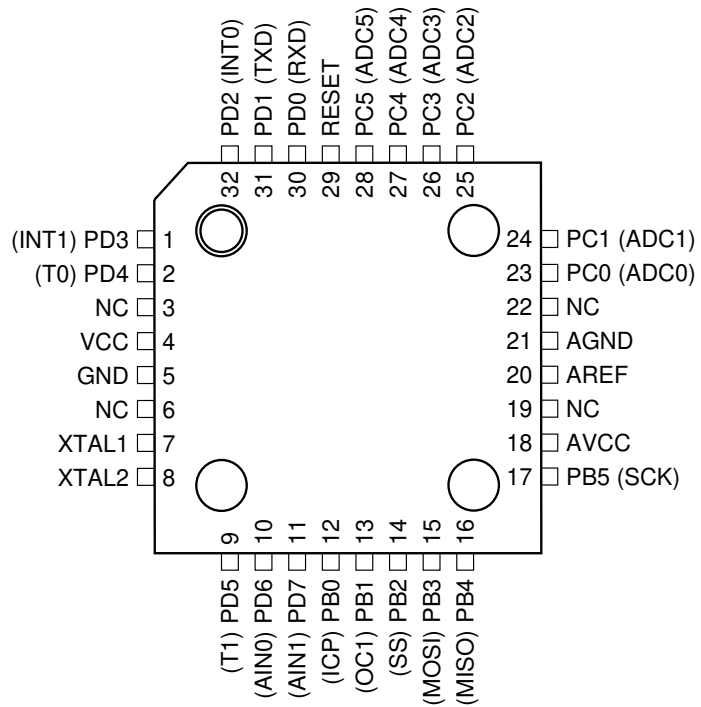 PD2 (INT0)
PD1 (TXD)
PD0 (RXD)
RESET
PC5 (ADC5)
PC4 (ADC4)
PC3 (ADC3)
PC2 (ADC2)
32
31
30
29
28
27
26
25
(INT1) PD3 1
(T0) PD4 2
NC 3
VCC 4
GND 5
NC 6
XTAL1 7
XTAL2 8
24 PC1 (ADC1)
23 PC0 (ADC0)
22 NC
21 AGND
20 AREF
19 NC
18 AVCC
17 PB5 (SCK)
9
10
11
12
13
14
15
16
(T1) PD5
(AIN0) PD6
(AIN1) PD7
(ICP) PB0
(OC1) PB1
(SS) PB2
(MOSI) PB3
(MISO) PB4